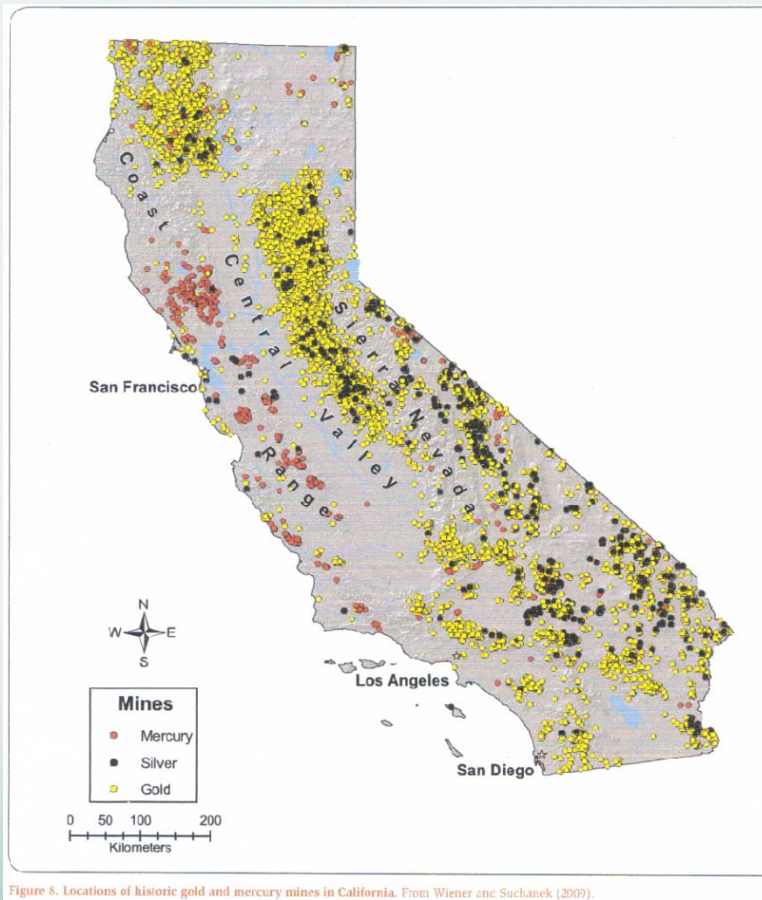 Coast
Central
Valley
Sierra
Nevada
Range
San Francisco
N
W E
S
Los Angeles
San Diego
Mines
Mercury
Silver
Gold
0 50 100 200
Kilometers
Figure 8. Locations of historic gold and mercury mines in California. From Wiener and Suchanek (2009).